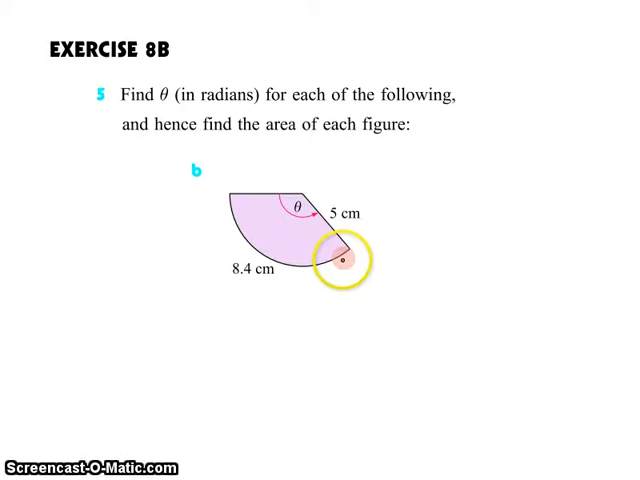 EXERCISE 8B
5 Find θ (in radians) for each of the following,
and hence find the area of each figure:
b
θ
5 cm
8.4 cm
Screencast-O-Matic.com